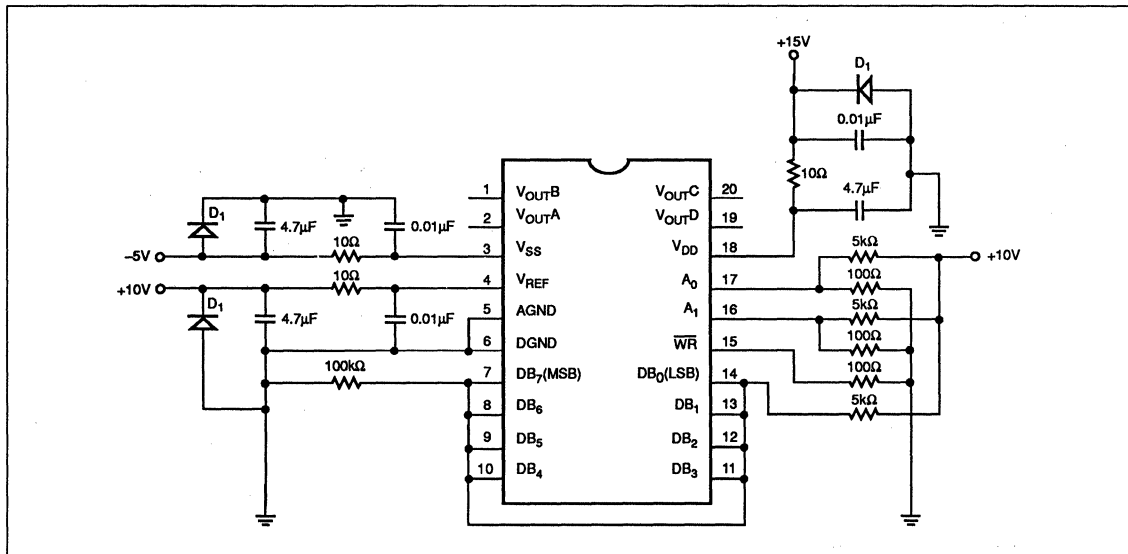 +15V
D1
0.01µF
10Ω
4.7µF
1 VOUTB VOUTC 20
2 VOUTA VOUTD 19
3 VSS VDD 18
4 VREF A0 17
5 AGND A1 16
6 DGND WR 15
7 DB7(MSB) DB0(LSB) 14
8 DB6 DB1 13
9 DB5 DB2 12
10 DB4 DB3 11
D1
4.7µF
0.01µF
–5V
10Ω
+10V
10Ω
D1
4.7µF
0.01µF
100kΩ
5kΩ
+10V
100Ω
5kΩ
100Ω
100Ω
5kΩ